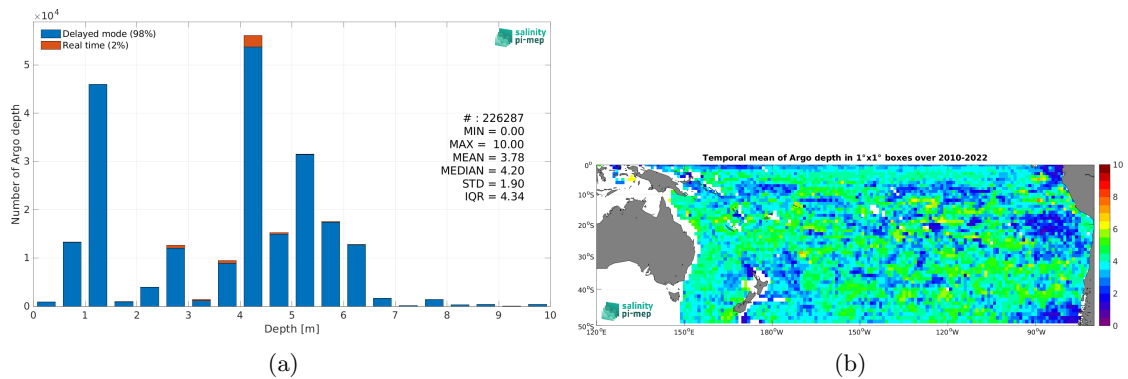 ×10⁴
Delayed mode (98%)
Real time (2%)
salinity
pi-mep
Number of Argo depth
5
4
3
2
1
0
# : 226287
MIN = 0.00
MAX = 10.00
MEAN = 3.78
MEDIAN = 4.20
STD = 1.90
IQR = 4.34
0 1 2 3 4 5 6 7 8 9 10
Depth [m]
(a)
Temporal mean of Argo depth in 1°x1° boxes over 2010-2022
0°
10°S
20°S
30°S
40°S
50°S
120°E 150°E 180°W 150°W 120°W 90°W
salinity
pi-mep
10
8
6
4
2
0
(b)